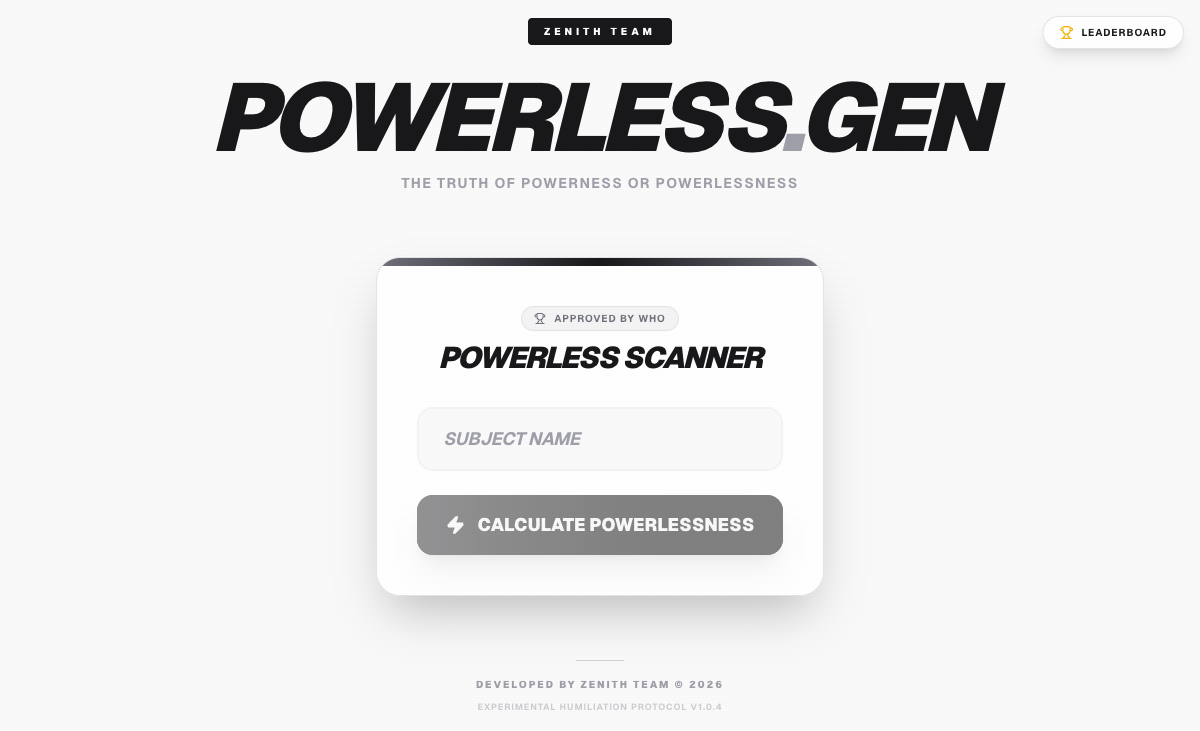 ZENITH TEAM
LEADERBOARD
POWERLESS.GEN
THE TRUTH OF POWERNESS OR POWERLESSNESS
APPROVED BY WHO
POWERLESS SCANNER
SUBJECT NAME
CALCULATE POWERLESSNESS
DEVELOPED BY ZENITH TEAM © 2026
EXPERIMENTAL HUMILIATION PROTOCOL V1.0.4